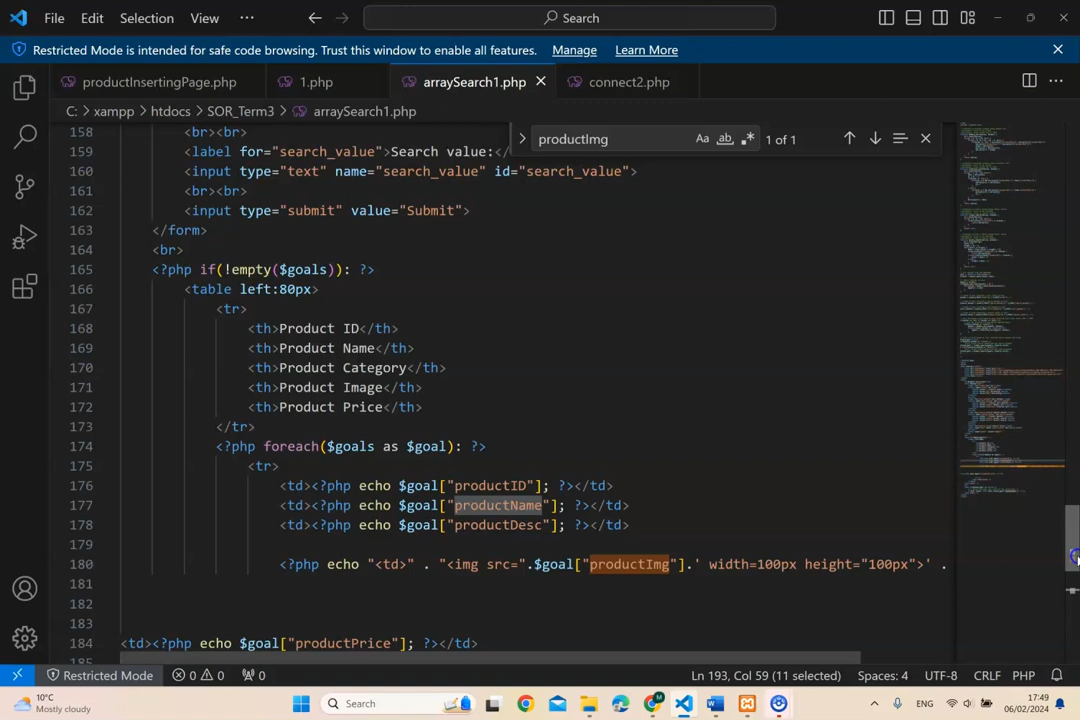 File Edit Selection View ··· Search
Restricted Mode is intended for safe code browsing. Trust this window to enable all features. Manage Learn More
productInsertingPage.php 1.php arraySearch1.php connect2.php
C: > xampp > htdocs > SOR_Term3 > arraySearch1.php
productImg Aa ab 1 of 1
158 <br><br>
159 <label for="search_value">Search value:</
160 <input type="text" name="search_value" id="search_value">
161 <br><br>
162 <input type="submit" value="Submit">
163 </form>
164 <br>
165 <?php if(!empty($goals)): ?>
166 <table left:80px>
167 <tr>
168 <th>Product ID</th>
169 <th>Product Name</th>
170 <th>Product Category</th>
171 <th>Product Image</th>
172 <th>Product Price</th>
173 </tr>
174 <?php foreach($goals as $goal): ?>
175 <tr>
176 <td><?php echo $goal["productID"]; ?></td>
177 <td><?php echo $goal["productName"]; ?></td>
178 <td><?php echo $goal["productDesc"]; ?></td>
179
180 <?php echo "<td>" . "<img src=".$goal["productImg"].' width=100px height="100px">' .
181
182
183
184 <td><?php echo $goal["productPrice"]; ?></td>
185
Restricted Mode 0 0 0 Ln 193, Col 59 (11 selected) Spaces: 4 UTF-8 CRLF PHP
10°C
Mostly cloudy
Search
ENG
17:49
06/02/2024